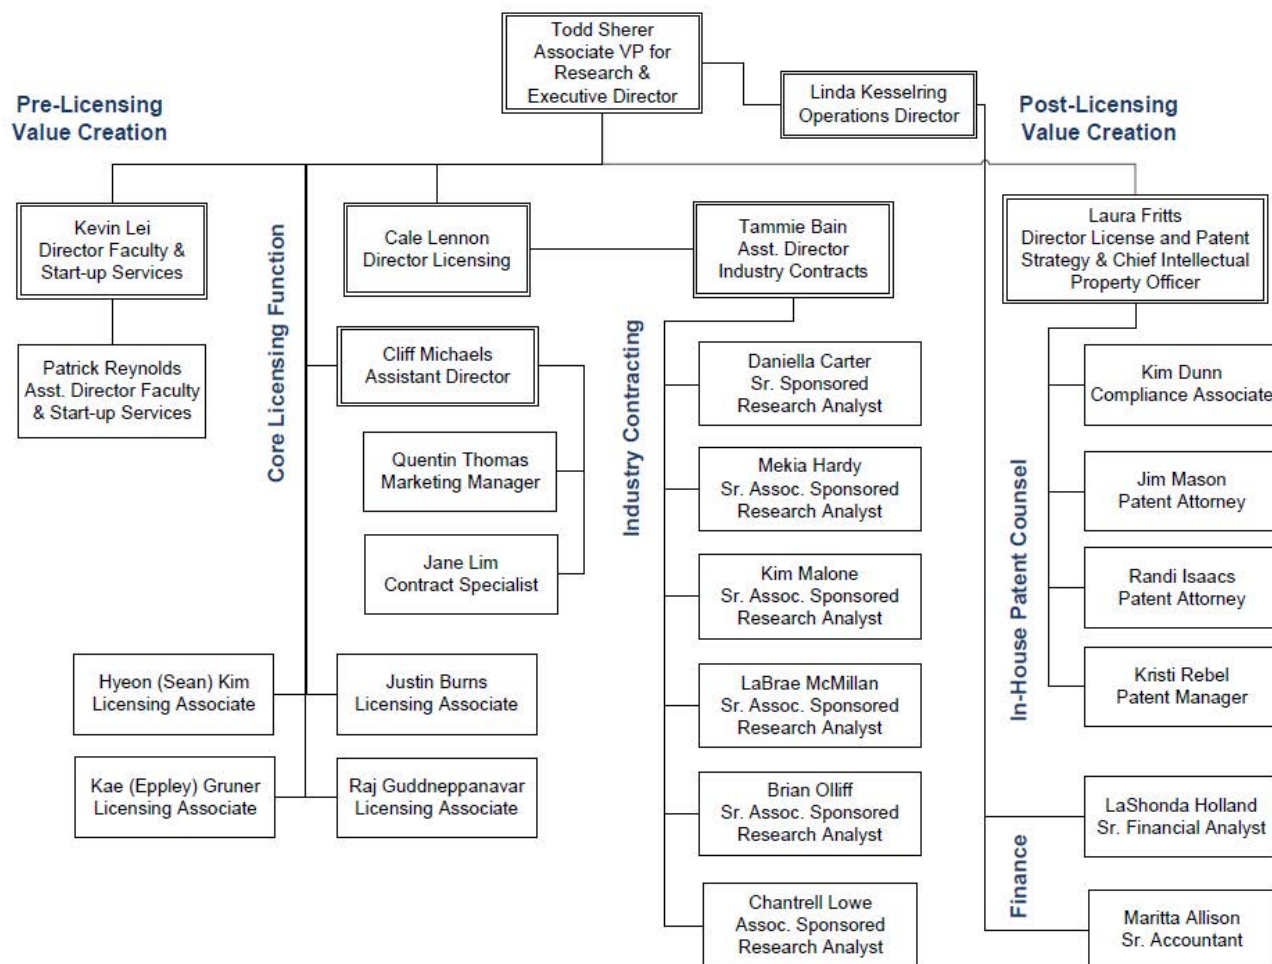 Todd Sherer
Associate VP for
Research &
Executive Director
Linda Kesselring
Operations Director
Pre-Licensing
Value Creation
Post-Licensing
Value Creation
Kevin Lei
Director Faculty &
Start-up Services
Patrick Reynolds
Asst. Director Faculty
& Start-up Services
Core Licensing Function
Cale Lennon
Director Licensing
Cliff Michaels
Assistant Director
Quentin Thomas
Marketing Manager
Jane Lim
Contract Specialist
Hyeon (Sean) Kim
Licensing Associate
Justin Burns
Licensing Associate
Kae (Eppley) Gruner
Licensing Associate
Raj Guddneppanavar
Licensing Associate
Tammie Bain
Asst. Director
Industry Contracts
Industry Contracting
Daniella Carter
Sr. Sponsored
Research Analyst
Mekia Hardy
Sr. Assoc. Sponsored
Research Analyst
Kim Malone
Sr. Assoc. Sponsored
Research Analyst
LaBrae McMillan
Sr. Assoc. Sponsored
Research Analyst
Brian Olliff
Sr. Assoc. Sponsored
Research Analyst
Chantrell Lowe
Assoc. Sponsored
Research Analyst
Laura Fritts
Director License and Patent
Strategy & Chief Intellectual
Property Officer
In-House Patent Counsel
Kim Dunn
Compliance Associate
Jim Mason
Patent Attorney
Randi Isaacs
Patent Attorney
Kristi Rebel
Patent Manager
Finance
LaShonda Holland
Sr. Financial Analyst
Maritta Allison
Sr. Accountant